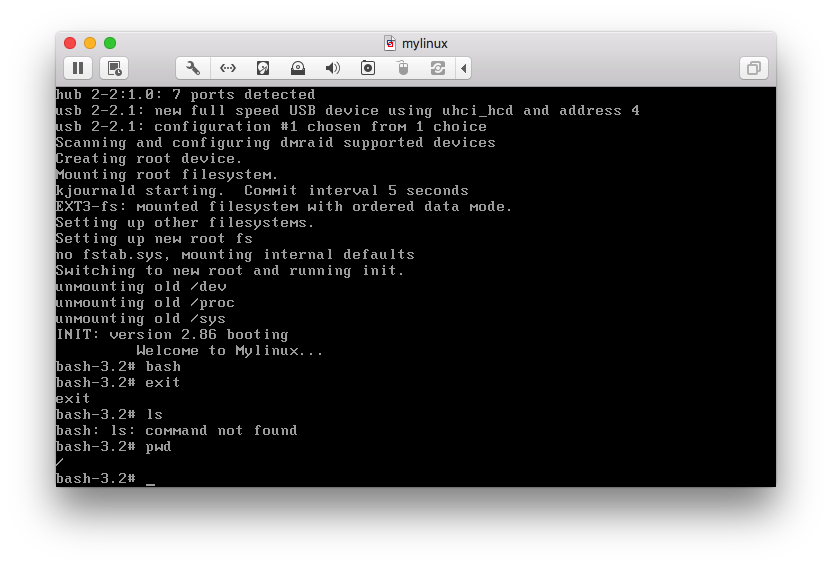 mylinux
hub 2-2:1.0: 7 ports detected
usb 2-2.1: new full speed USB device using uhci_hcd and address 4
usb 2-2.1: configuration #1 chosen from 1 choice
Scanning and configuring dmraid supported devices
Creating root device.
Mounting root filesystem.
kjournald starting.  Commit interval 5 seconds
EXT3-fs: mounted filesystem with ordered data mode.
Setting up other filesystems.
Setting up new root fs
no fstab.sys, mounting internal defaults
Switching to new root and running init.
unmounting old /dev
unmounting old /proc
unmounting old /sys
INIT: version 2.86 booting
         Welcome to Mylinux...
bash-3.2# bash
bash-3.2# exit
exit
bash-3.2# ls
bash: ls: command not found
bash-3.2# pwd
/
bash-3.2# _